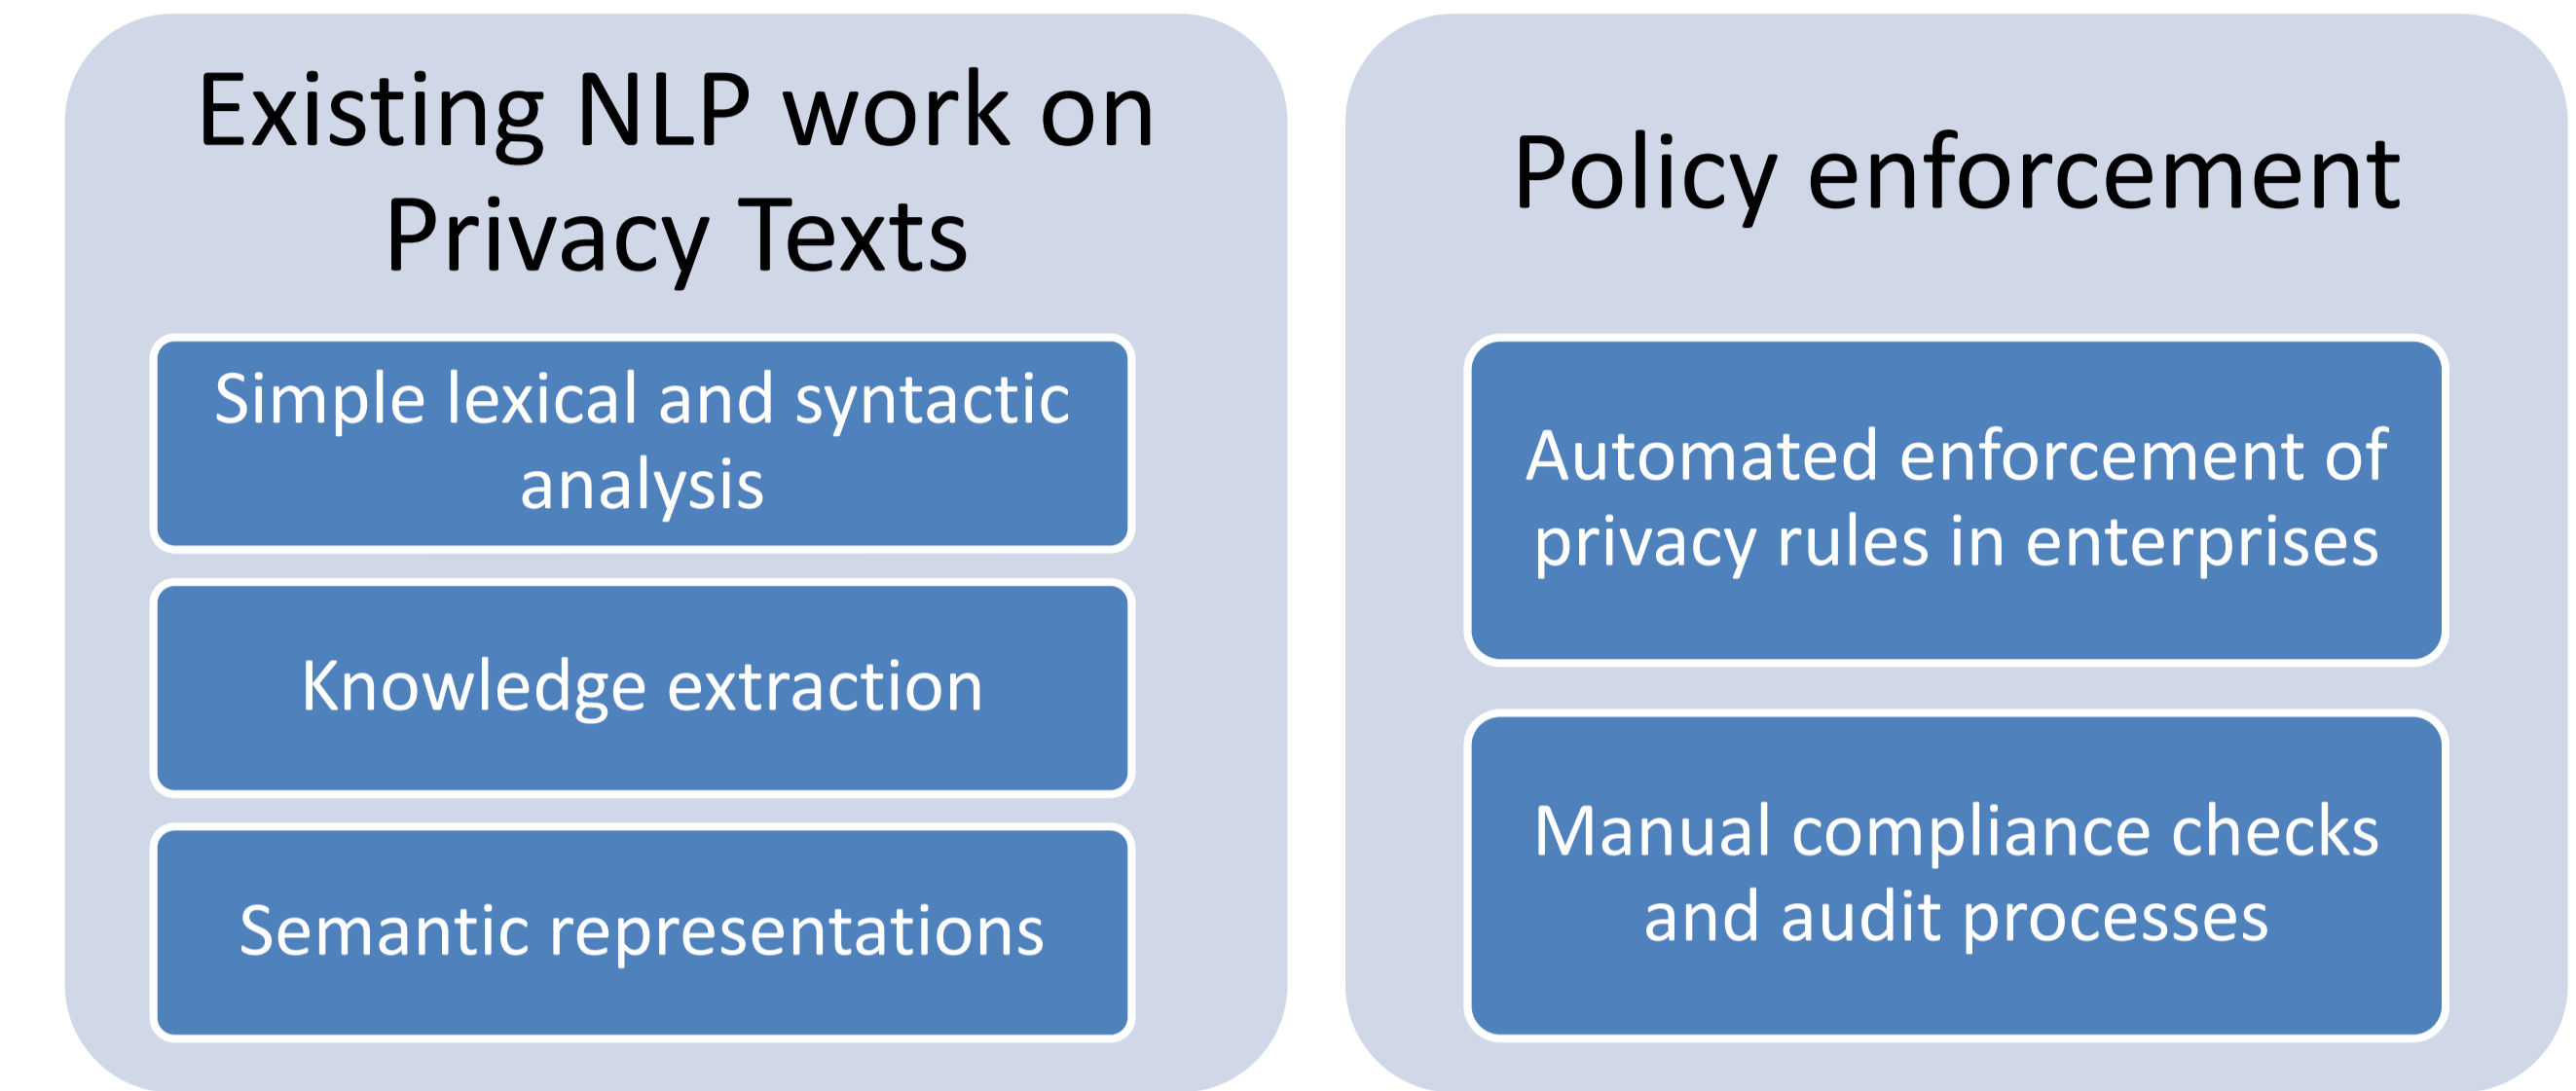 Existing NLP work on
Privacy Texts
Simple lexical and syntactic
analysis
Knowledge extraction
Semantic representations
Policy enforcement
Automated enforcement of
privacy rules in enterprises
Manual compliance checks
and audit processes